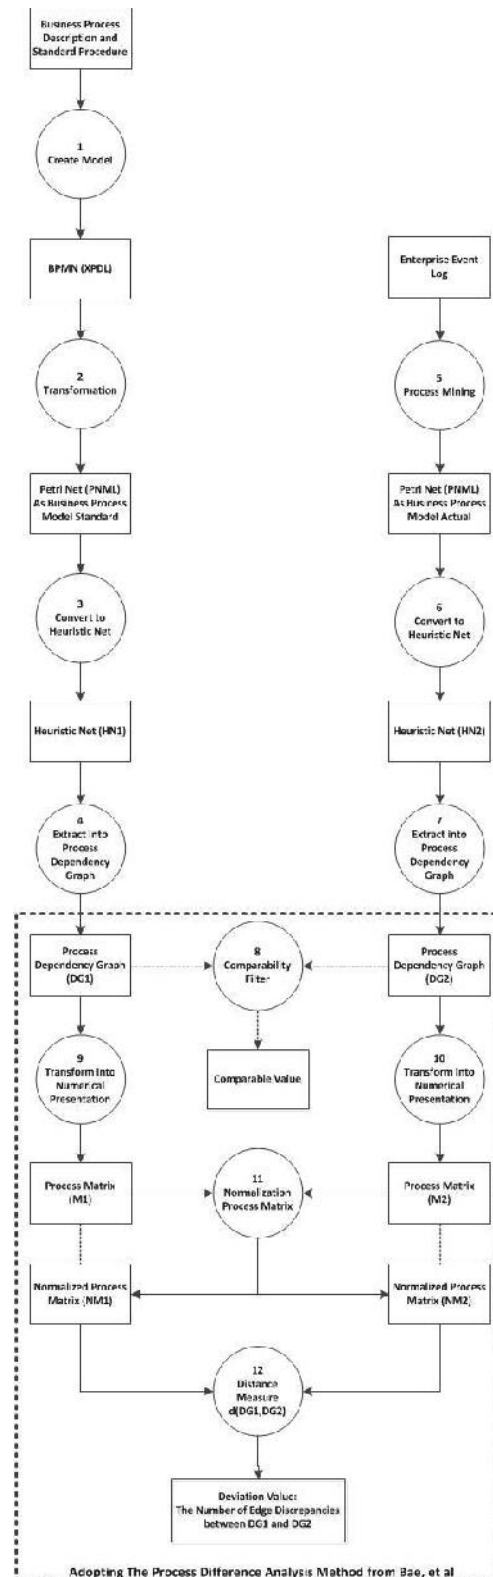 Business Process
Description and
Standard Procedure
1
Create Model
BPMN (XPDL)
2
Transformation
Petri Net (PNML)
As Business Process
Model Standard
3
Convert to
Heuristic Net
Heuristic Net (HN1)
4
Extract into
Process
Dependency
Graph
Enterprise Event
Log
5
Process Mining
Petri Net (PNML)
As Business Process
Model Actual
6
Convert to
Heuristic Net
Heuristic Net (HN2)
7
Extract into
Process
Dependency
Graph
Process
Dependency Graph
(DG1)
8
Comparability
Filter
Process
Dependency Graph
(DG2)
9
Transform Into
Numerical
Presentation
Comparable Value
10
Transform Into
Numerical
Presentation
Process Matrix
(M1)
11
Normalization
Process Matrix
Process Matrix
(M2)
Normalized Process
Matrix (NM1)
Normalized Process
Matrix (NM2)
12
Distance
Measure
d(DG1,DG2)
Deviation Value:
The Number of Edge Discrepancies
between DG1 and DG2
Adopting The Process Difference Analysis Method from Bae, et al